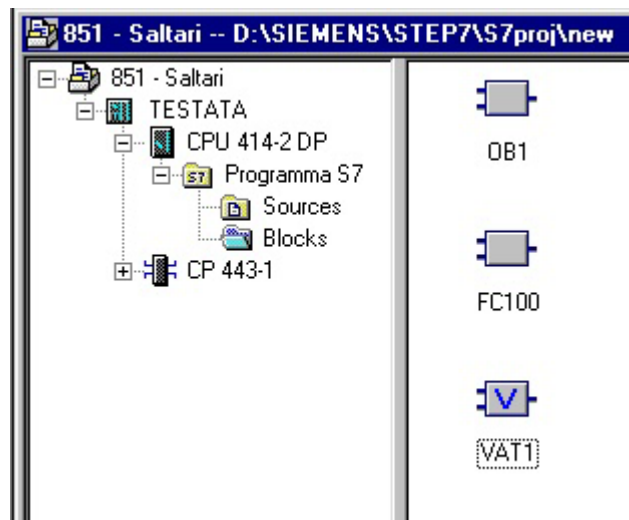 851 - Saltari -- D:\SIEMENS\STEP7\S7proj\new
851 - Saltari
TESTATA
CPU 414-2 DP
S7 Programma S7
Sources
Blocks
CP 443-1
OB1
FC100
V
VAT1